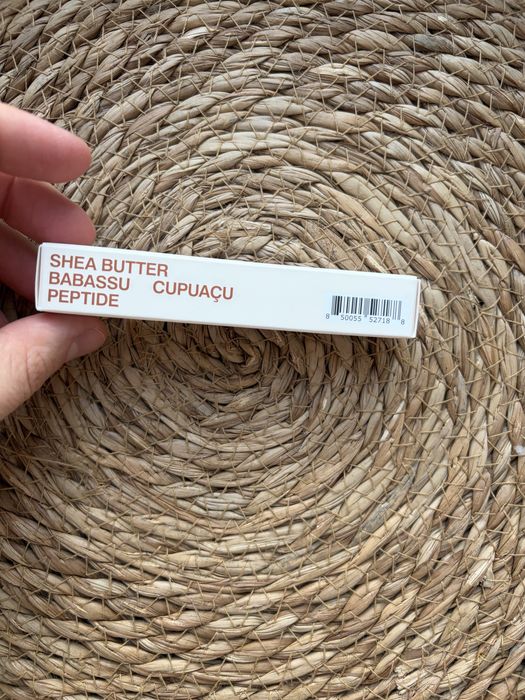 SHEA BUTTER
BABASSU CUPUAÇU
PEPTIDE
8 50055 52718 8